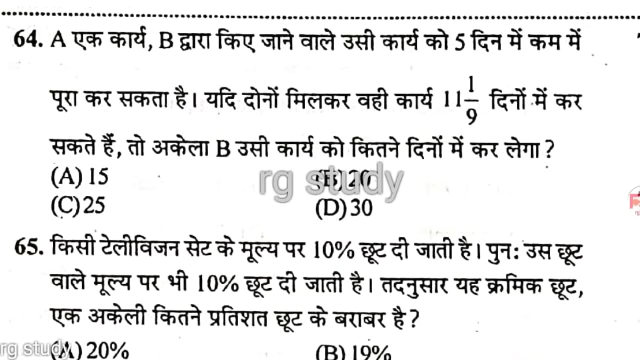 64. A एक कार्य, B द्वारा किए जाने वाले उसी कार्य को 5 दिन में कम में
पूरा कर सकता है। यदि दोनों मिलकर वही कार्य 11 1/9 दिनों में कर
सकते हैं, तो अकेला B उसी कार्य को कितने दिनों में कर लेगा?
(A) 15 (B) 20
rg study
(C) 25 (D) 30
65. किसी टेलीविजन सेट के मूल्य पर 10% छूट दी जाती है। पुन: उस छूट
वाले मूल्य पर भी 10% छूट दी जाती है। तदनुसार यह क्रमिक छूट,
एक अकेली कितने प्रतिशत छूट के बराबर है?
rg study
(A) 20% (B) 19%